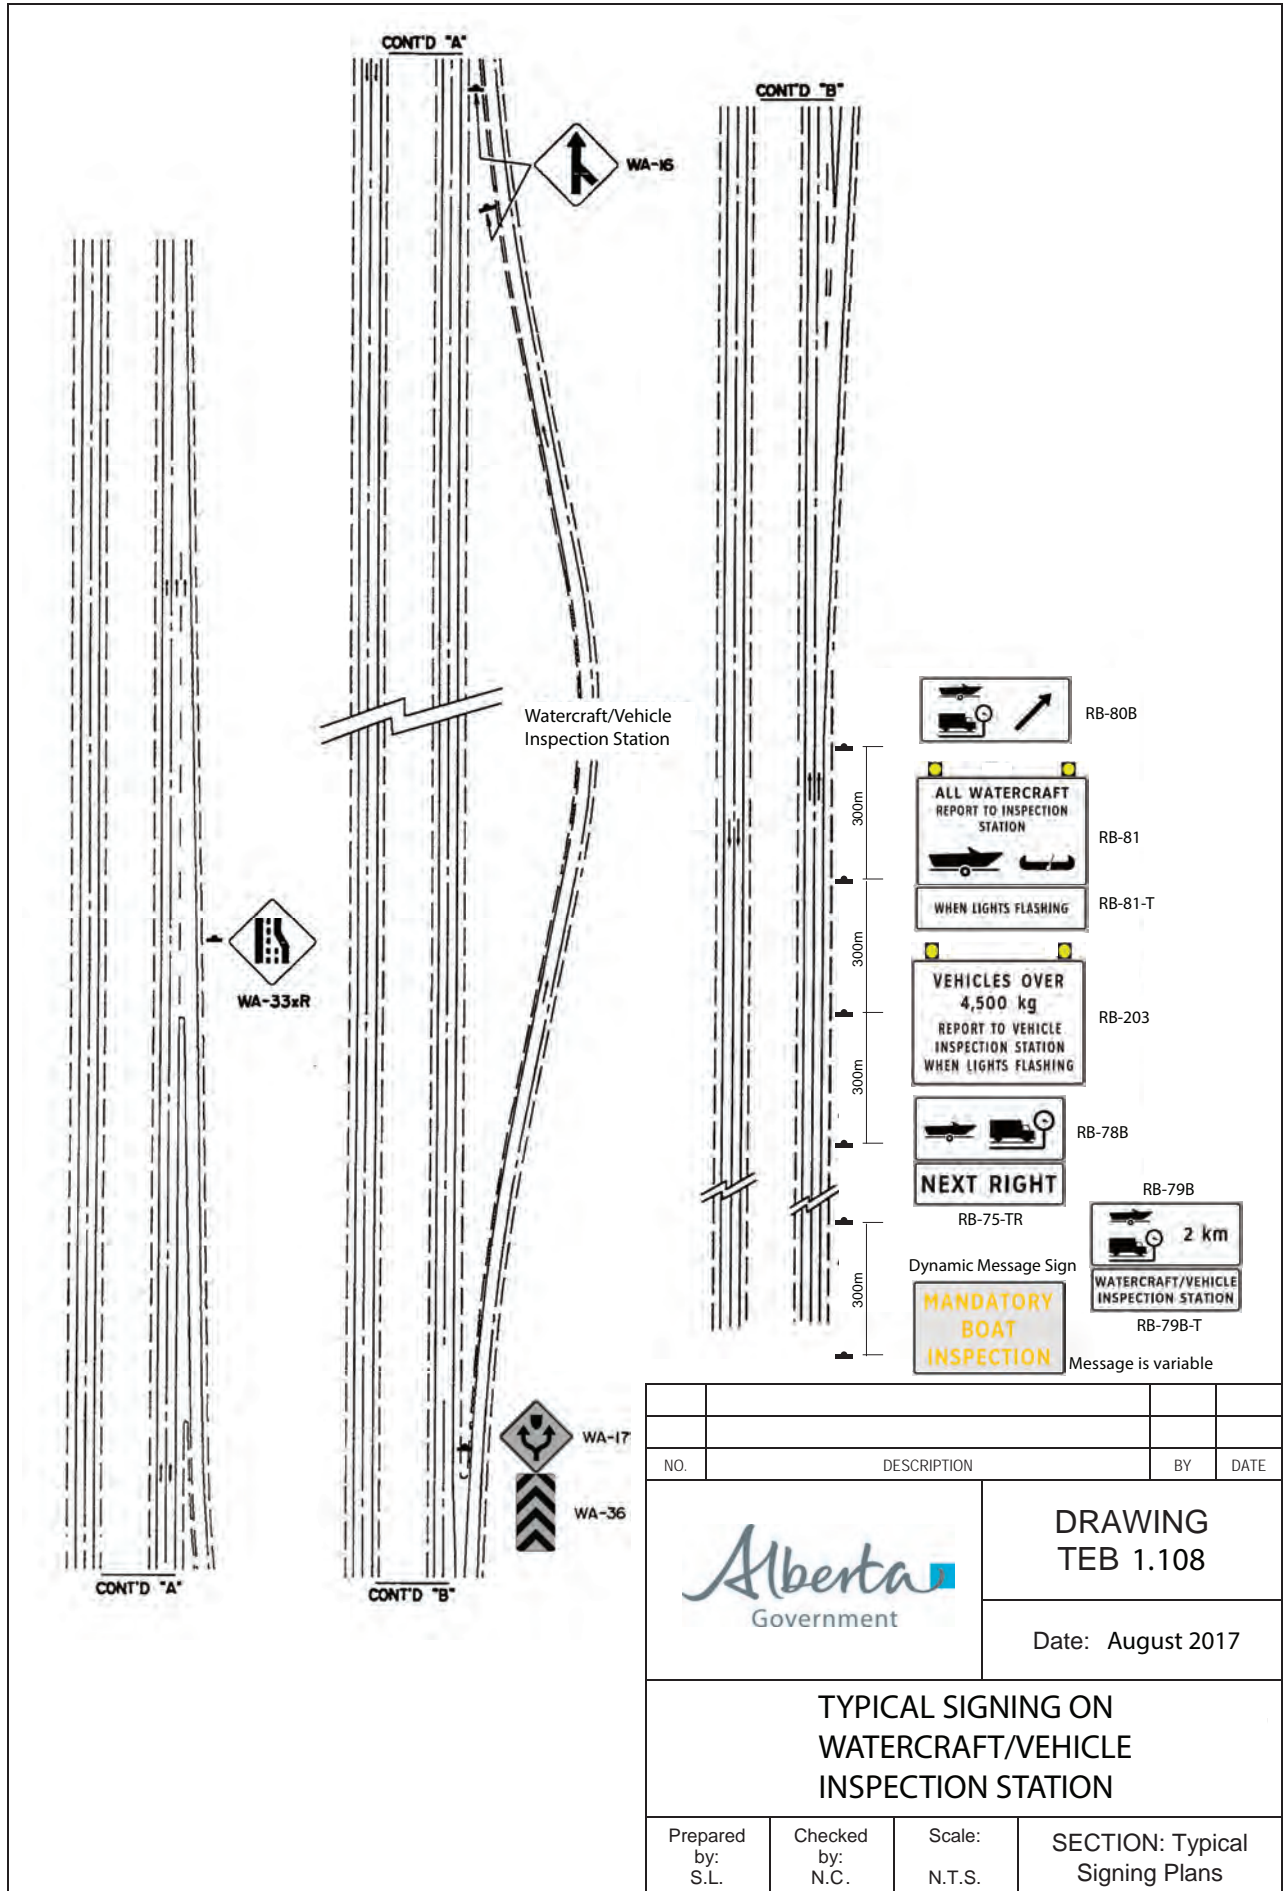 CONT'D "A"
CONT'D "B"
WA-16
WA-33xR
Watercraft/Vehicle
Inspection Station
RB-80B
300m
ALL WATERCRAFT
REPORT TO INSPECTION
STATION
RB-81
WHEN LIGHTS FLASHING
RB-81-T
300m
VEHICLES OVER
4,500 kg
REPORT TO VEHICLE
INSPECTION STATION
WHEN LIGHTS FLASHING
RB-203
300m
RB-78B
NEXT RIGHT
RB-75-TR
RB-79B
2 km
WATERCRAFT/VEHICLE
INSPECTION STATION
RB-79B-T
300m
Dynamic Message Sign
MANDATORY
BOAT
INSPECTION
Message is variable
WA-17
WA-36
CONT'D "A"
CONT'D "B"
NO. DESCRIPTION BY DATE
Alberta
Government
DRAWING
TEB 1.108
Date: August 2017
TYPICAL SIGNING ON
WATERCRAFT/VEHICLE
INSPECTION STATION
Prepared
by:
S.L.
Checked
by:
N.C.
Scale:
N.T.S.
SECTION: Typical
Signing Plans